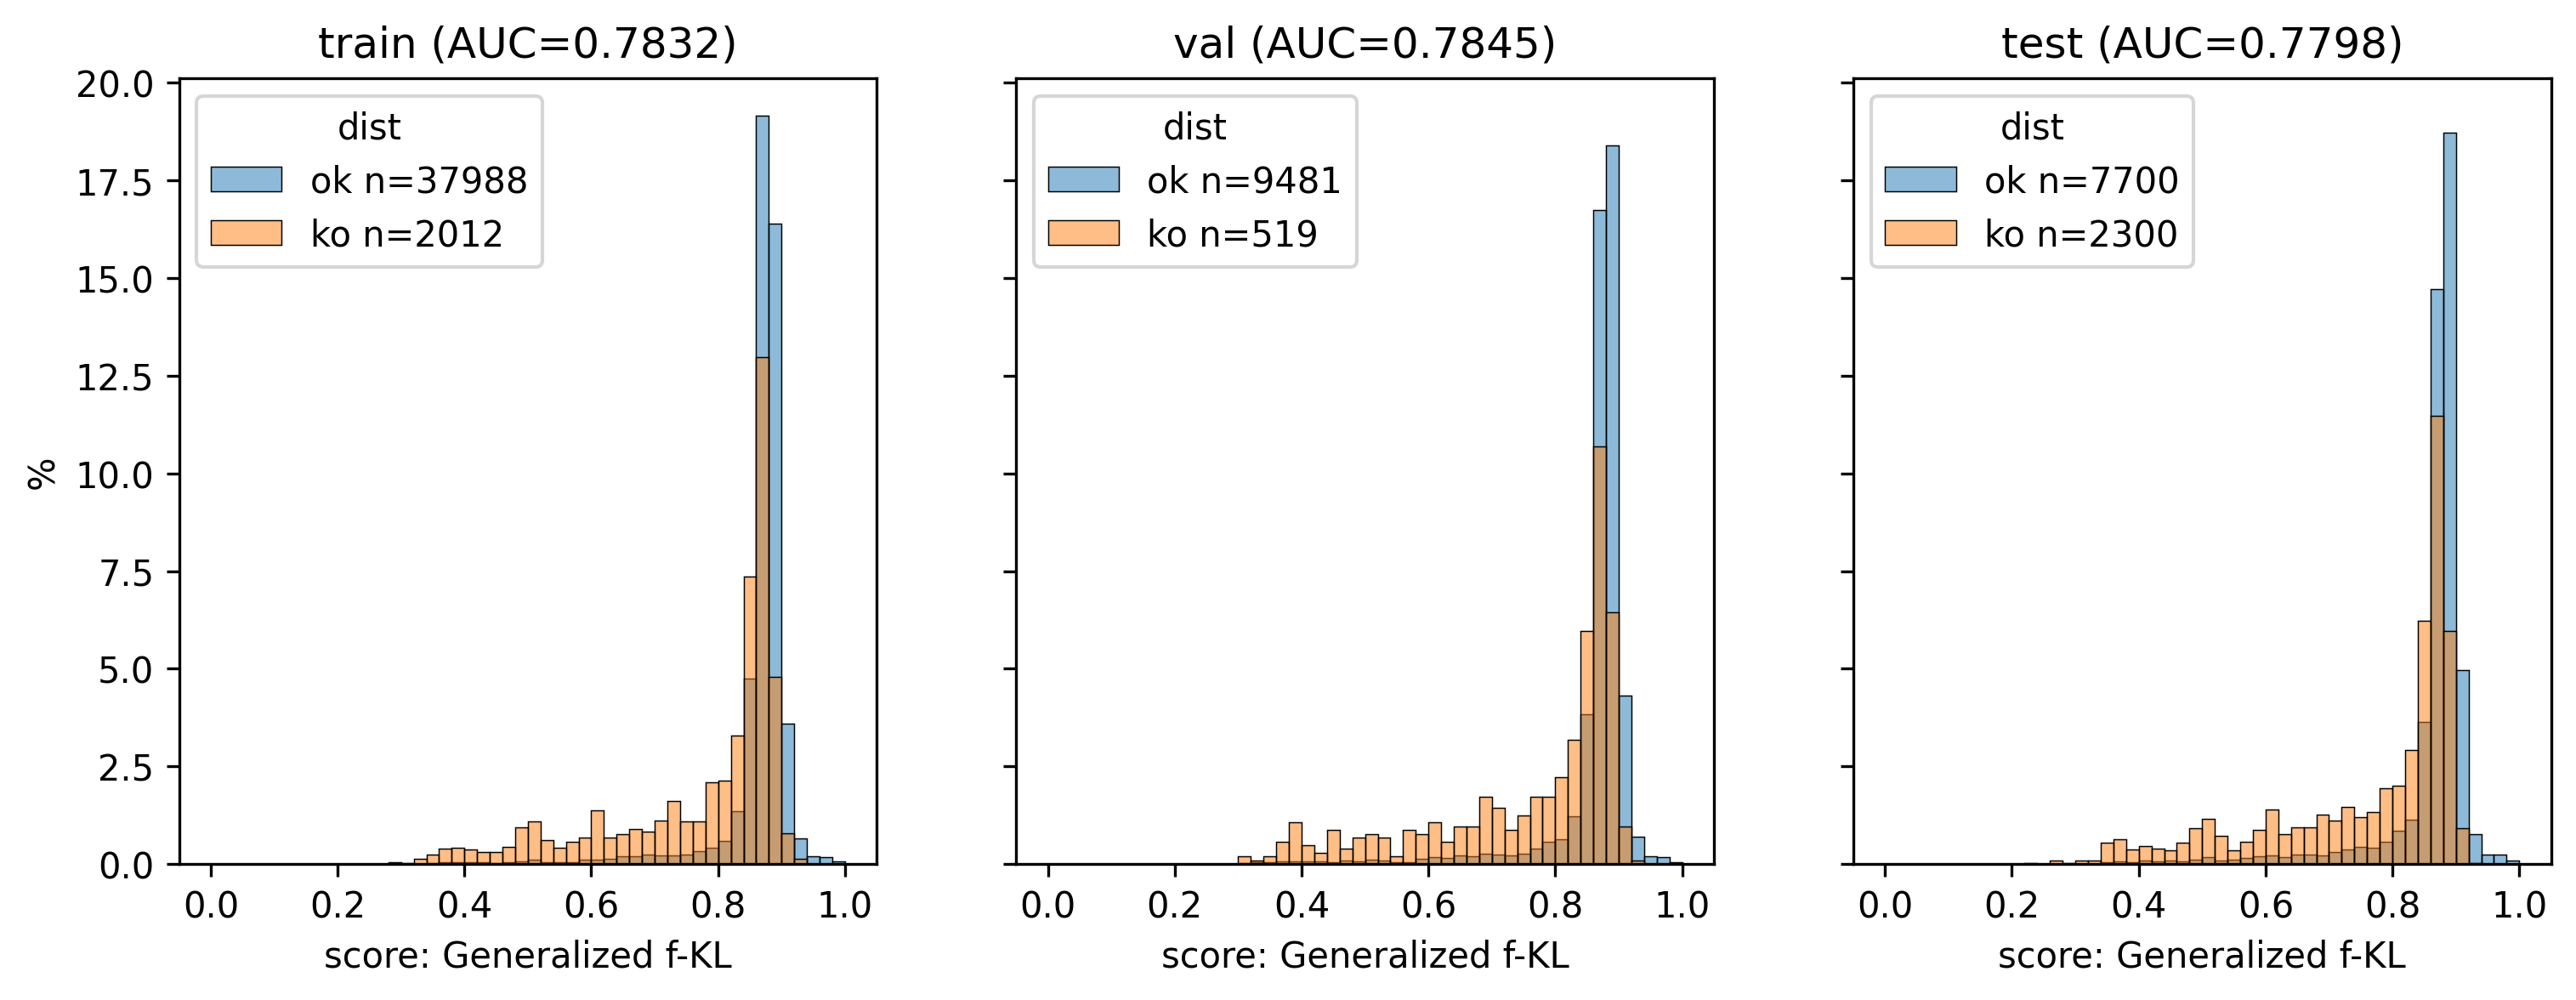 train (AUC=0.7832)
val (AUC=0.7845)
test (AUC=0.7798)
%
20.0
17.5
15.0
12.5
10.0
7.5
5.0
2.5
0.0
dist
ok n=37988
ko n=2012
dist
ok n=9481
ko n=519
dist
ok n=7700
ko n=2300
0.0 0.2 0.4 0.6 0.8 1.0
0.0 0.2 0.4 0.6 0.8 1.0
0.0 0.2 0.4 0.6 0.8 1.0
score: Generalized f-KL
score: Generalized f-KL
score: Generalized f-KL